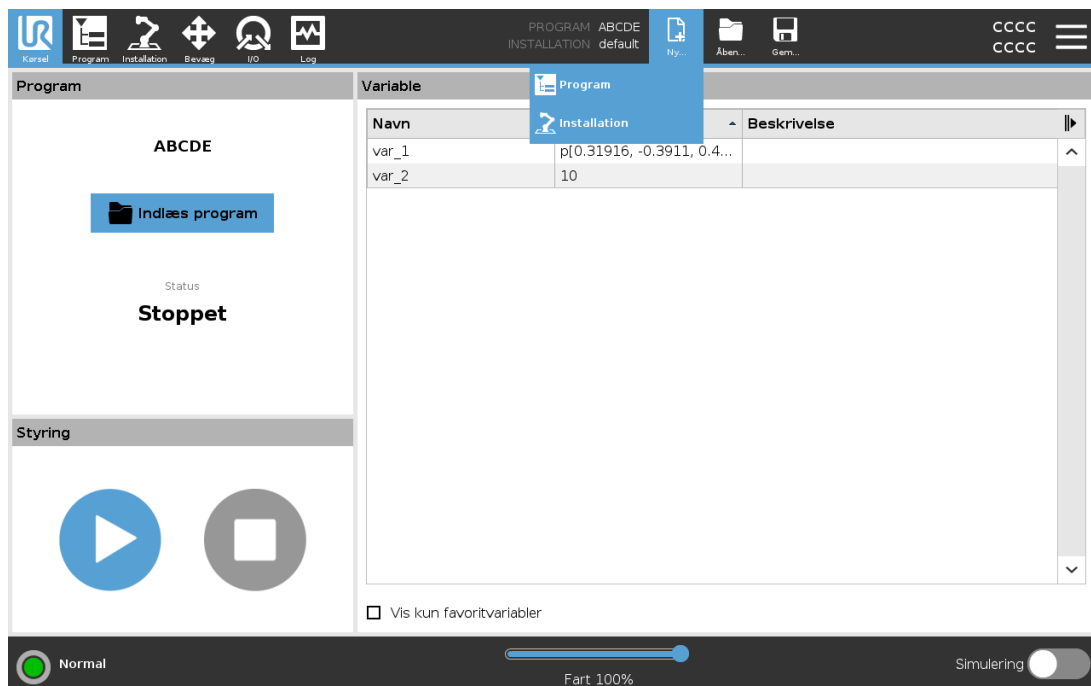 Kørsel
Program
Installation
Bevæg
I/O
Log
PROGRAM ABCDE
INSTALLATION default
Ny...
Åben...
Gem...
CCCC
CCCC
Program
Installation
Program
Variable
ABCDE
Indlæs program
Status
Stoppet
Navn
Beskrivelse
var_1 p[0.31916, -0.3911, 0.4...
var_2 10
Styring
Vis kun favoritvariabler
Normal
Fart 100%
Simulering